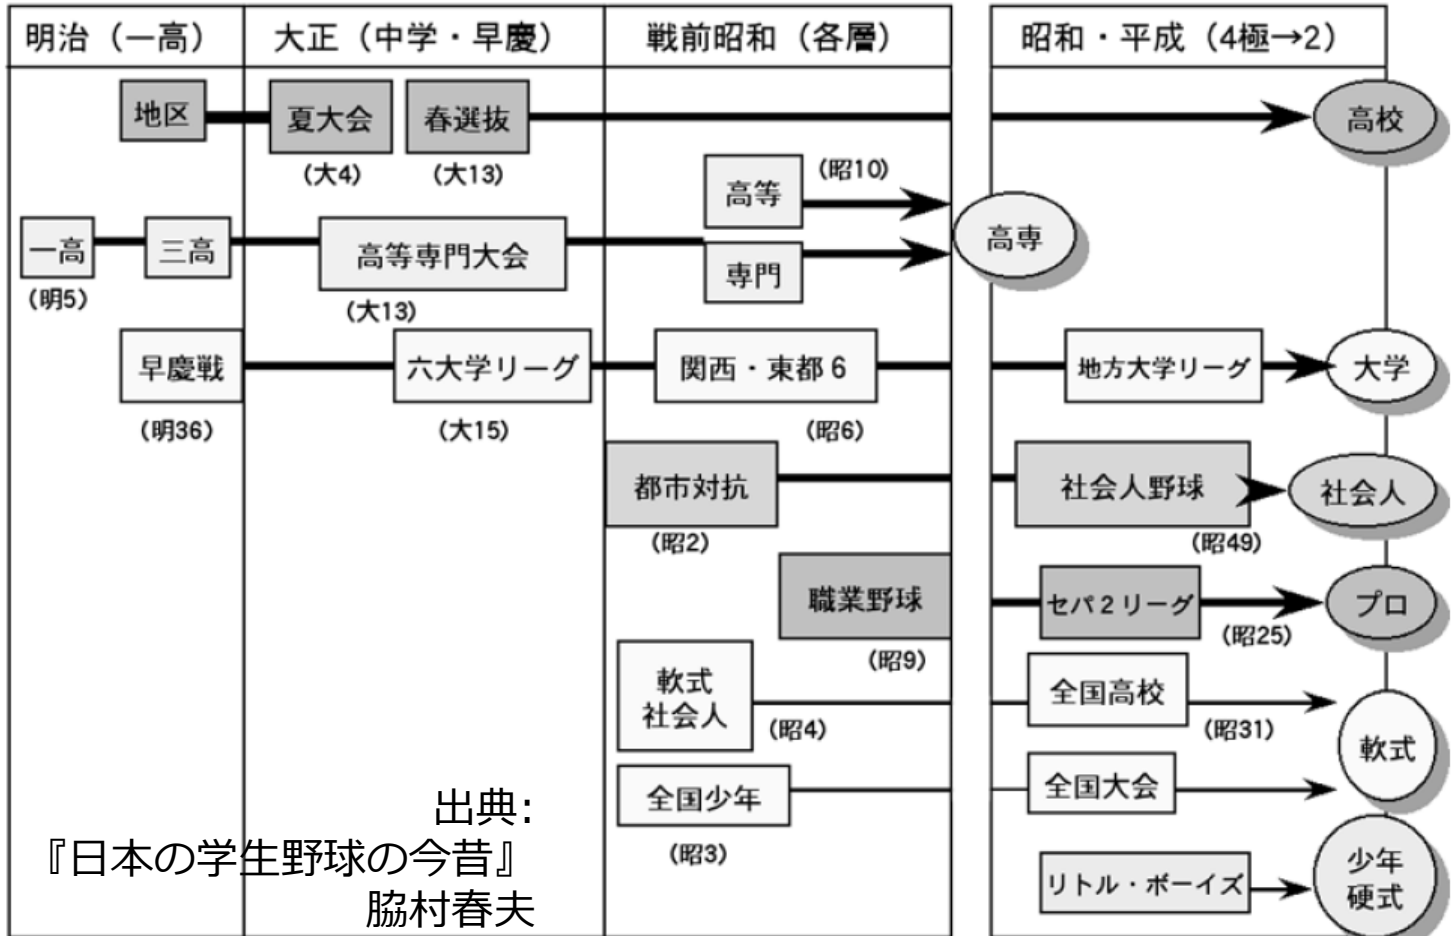 明治（一高）
大正（中学・早慶）
戦前昭和（各層）
昭和・平成（4極→2）
地区
夏大会
春選抜
高校
（大4）
（大13）
高等
（昭10）
一高
三高
高等専門大会
専門
高専
（明5）
（大13）
早慶戦
六大学リーグ
関西・東都6
地方大学リーグ
大学
（明36）
（大15）
（昭6）
都市対抗
社会人野球
社会人
（昭2）
（昭49）
職業野球
セパ2リーグ
プロ
（昭9）
（昭25）
軟式
社会人
（昭4）
全国高校
（昭31）
軟式
全国少年
全国大会
（昭3）
リトル・ボーイズ
少年
硬式
出典:
『日本の学生野球の今昔』
脇村春夫